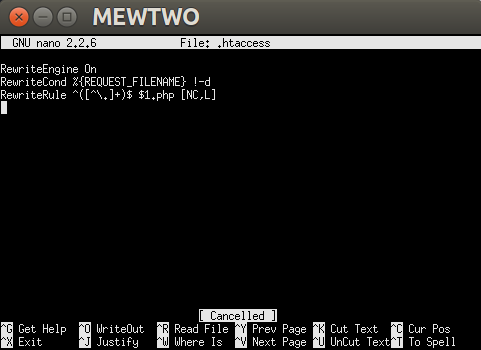 MEWTWO
GNU nano 2.2.6 File: .htaccess
RewriteEngine On
RewriteCond %{REQUEST_FILENAME} !-d
RewriteRule ^([^\.]+)$ $1.php [NC,L]
[ Cancelled ]
^G Get Help ^O WriteOut ^R Read File ^Y Prev Page ^K Cut Text ^C Cur Pos
^X Exit ^J Justify ^W Where Is ^V Next Page ^U UnCut Text ^T To Spell